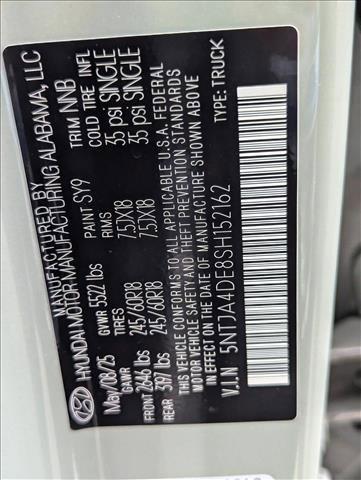 MANUFACTURED BY
HYUNDAI MOTOR MANUFACTURING ALABAMA, LLC
May/08/25 GVWR 5522 lbs PAINT SY9 TRIM NNB
GAWR TIRES RIMS COLD TIRE INFL
FRONT 2646 lbs 245/60R18 7.5JX18 35 psi SINGLE
REAR 3197 lbs 245/60R18 7.5JX18 35 psi SINGLE
THIS VEHICLE CONFORMS TO ALL APPLICABLE U.S.A. FEDERAL
MOTOR VEHICLE SAFETY AND THEFT PREVENTION STANDARDS
IN EFFECT ON THE DATE OF MANUFACTURE SHOWN ABOVE.
V.I.N 5NTJA4DE8SH152162 TYPE: TRUCK